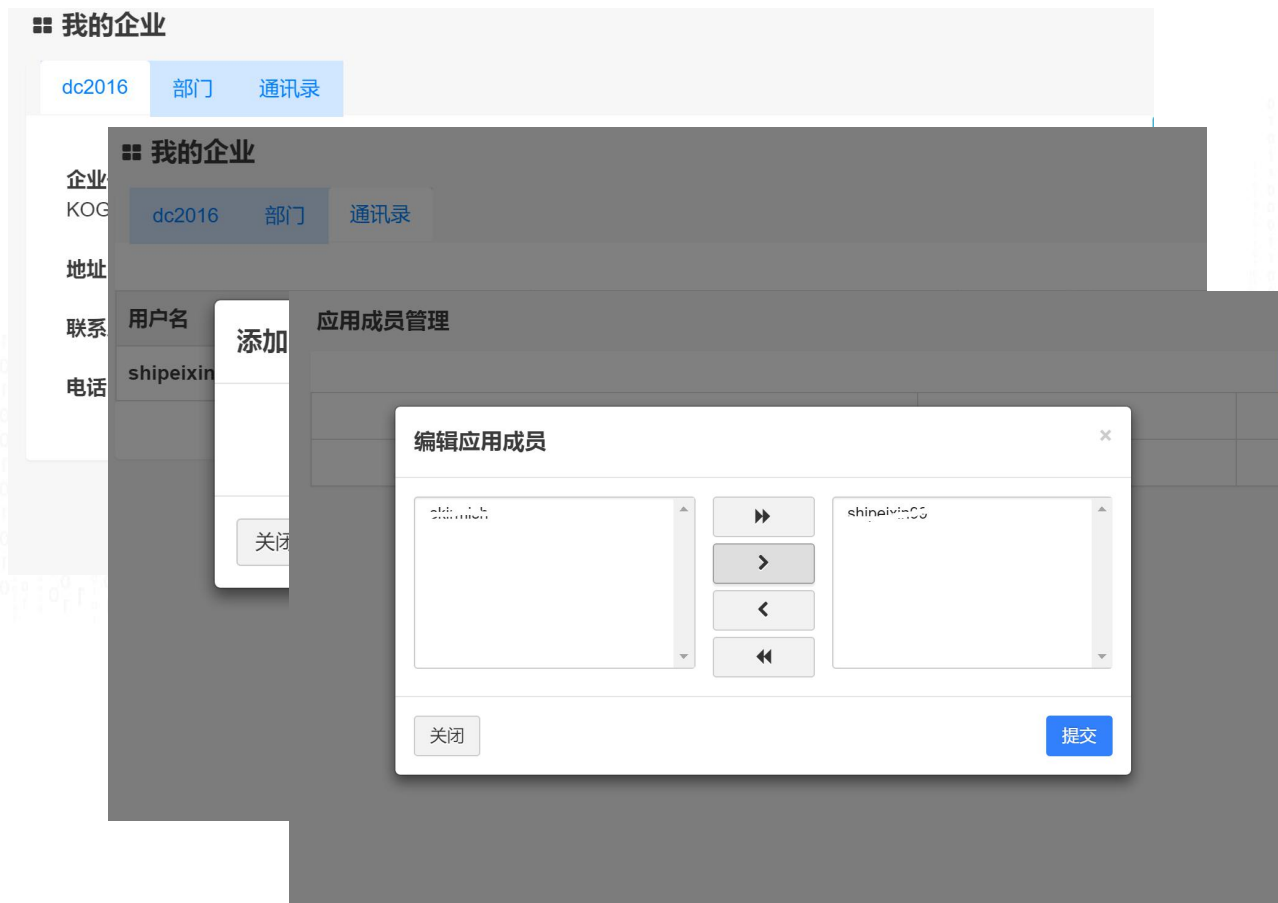 我的企业
dc2016 部门 通讯录
企业
KOG
地址
联系
电话
我的企业
dc2016 部门 通讯录
用户名
shipeixin
添加
关闭
应用成员管理
编辑应用成员
×
关闭
提交